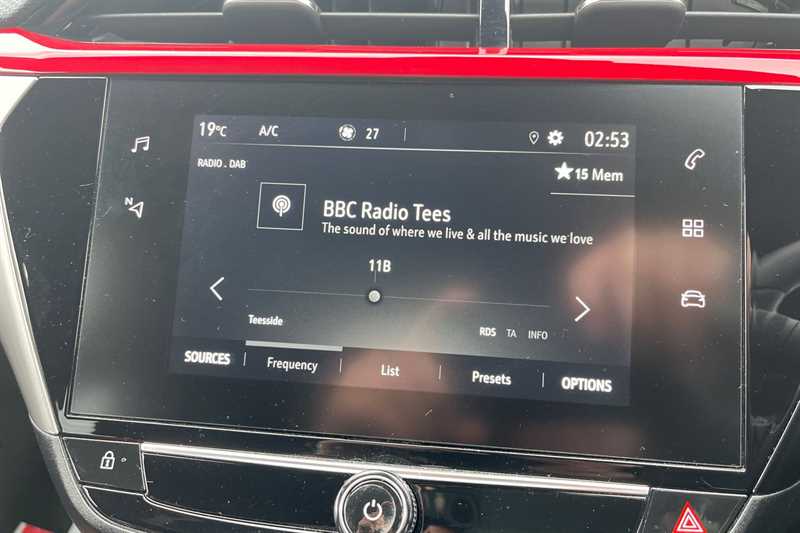 19°C A/C 27 02:53
RADIO . DAB
15 Mem
BBC Radio Tees
The sound of where we live & all the music we love
11B
Teesside
RDS TA INFO
SOURCES Frequency List Presets OPTIONS
N